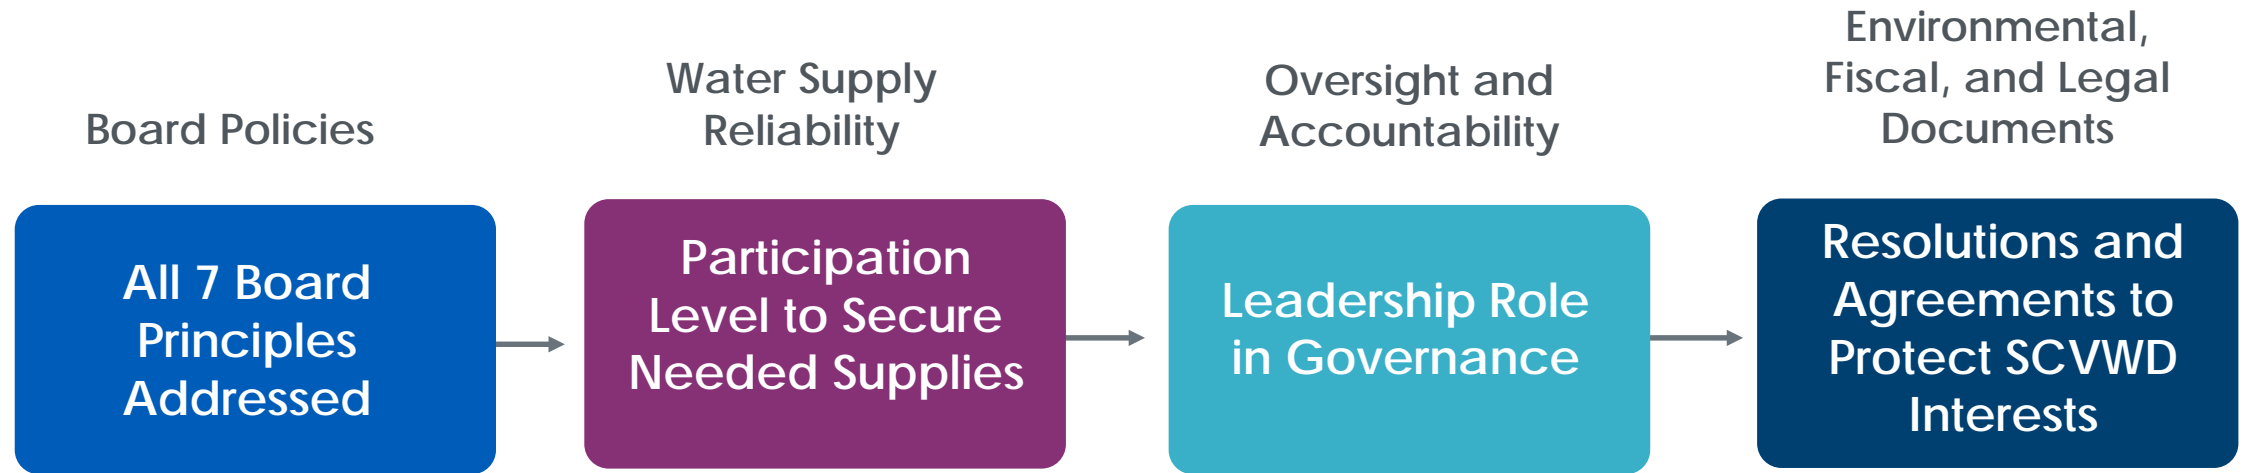 Board Policies
Water Supply
Reliability
Oversight and
Accountability
Environmental,
Fiscal, and Legal
Documents
All 7 Board
Principles
Addressed
Participation
Level to Secure
Needed Supplies
Leadership Role
in Governance
Resolutions and
Agreements to
Protect SCVWD
Interests